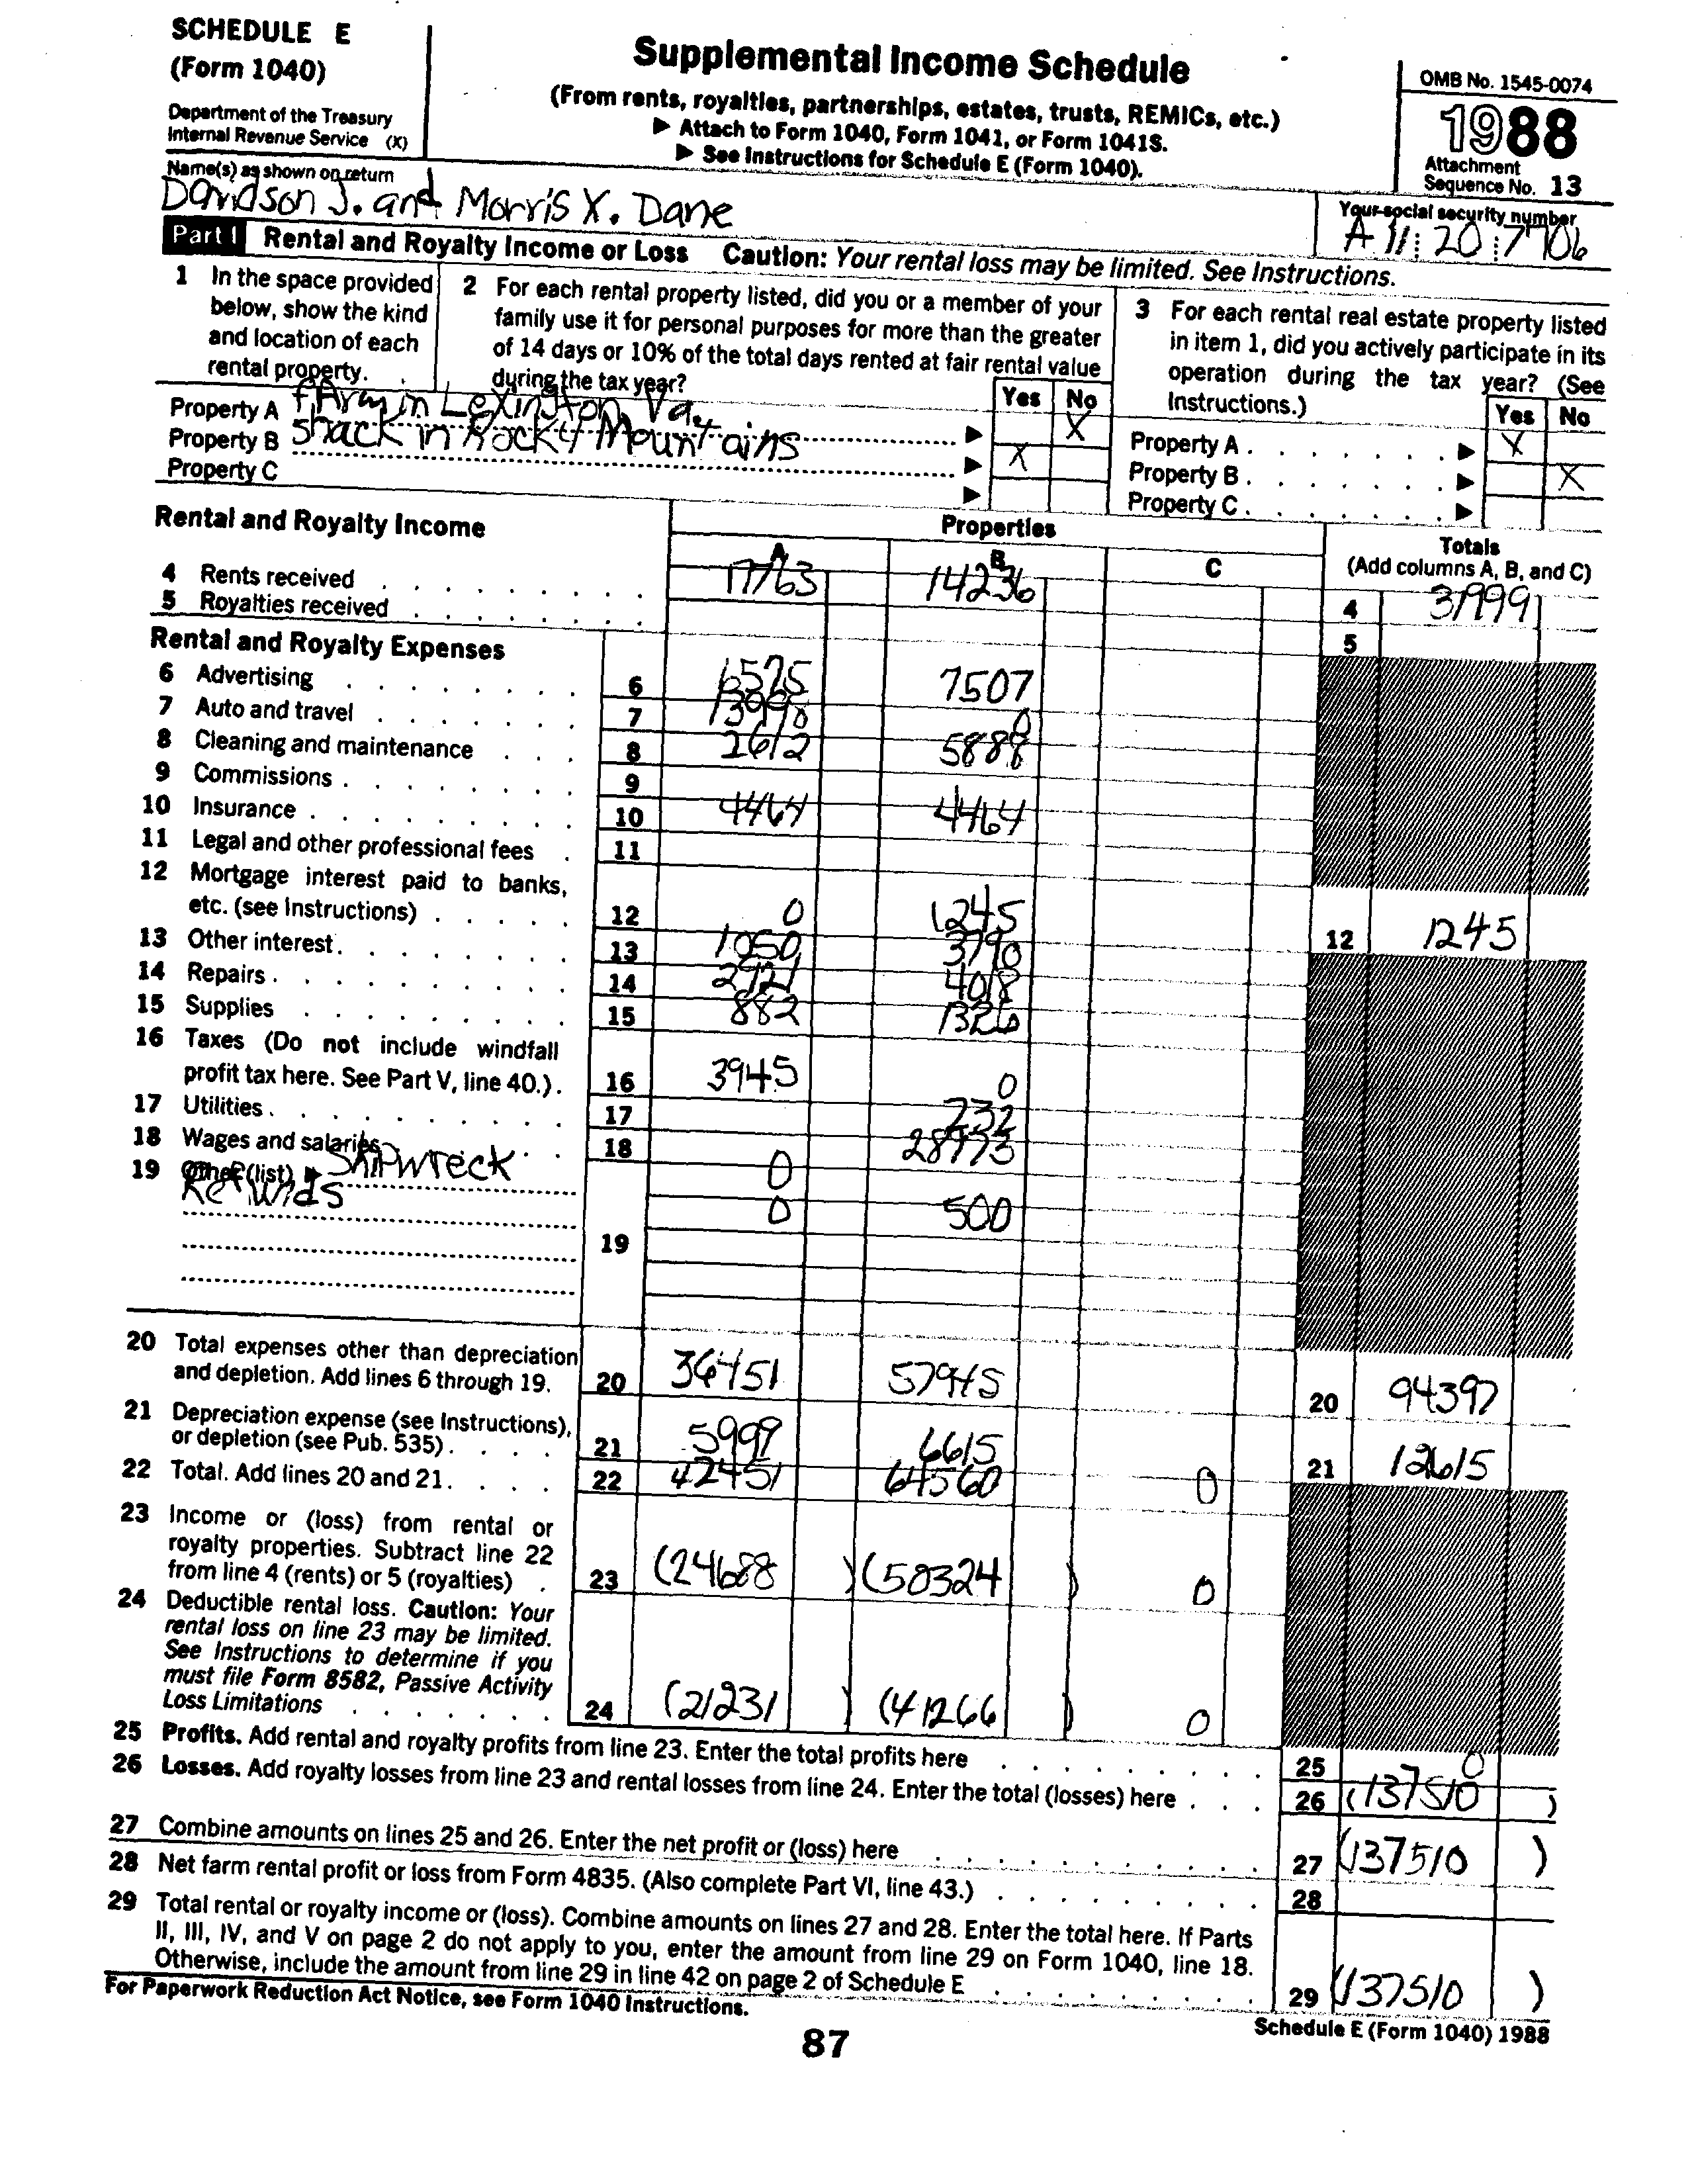 SCHEDULE E
(Form 1040)
Department of the Treasury
Internal Revenue Service (X)
Supplemental Income Schedule
(From rents, royalties, partnerships, estates, trusts, REMICs, etc.)
▶ Attach to Form 1040, Form 1041, or Form 1041S.
▶ See Instructions for Schedule E (Form 1040).
OMB No. 1545-0074
1988
Attachment
Sequence No. 13
Name(s) as shown on return
Davidson J. and Morris X. Dane
Your social security number
A 11 20 7706
Part I Rental and Royalty Income or Loss Caution: Your rental loss may be limited. See Instructions.
1 In the space provided
below, show the kind
and location of each
rental property.
2 For each rental property listed, did you or a member of your
family use it for personal purposes for more than the greater
of 14 days or 10% of the total days rented at fair rental value
during the tax year?
Yes No
3 For each rental real estate property listed
in item 1, did you actively participate in its
operation during the tax year? (See
Instructions.)
Yes No
Property A fArm in Lexington, Va. ▶ X
Property B shack in Rocky Mountains ▶ X
Property C ▶
Property A ▶ X
Property B ▶ X
Property C ▶
Rental and Royalty Income
Properties
A B C
Totals
(Add columns A, B, and C)
4 Rents received 17763 14236 4 31999
5 Royalties received 5
Rental and Royalty Expenses
6 Advertising 6 6575 7507
7 Auto and travel 7 13998 0
8 Cleaning and maintenance 8 2612 5888
9 Commissions 9
10 Insurance 10 4464 4464
11 Legal and other professional fees 11
12 Mortgage interest paid to banks,
etc. (see Instructions) 12 0 1245 12 1245
13 Other interest 13 1050 3790
14 Repairs 14 2921 4018
15 Supplies 15 882 1326
16 Taxes (Do not include windfall
profit tax here. See Part V, line 40.) 16 3945 0
17 Utilities 17 232
18 Wages and salaries 18 28973
19 Other (list) ▶ Shipwreck 0
0 500
19
20 Total expenses other than depreciation
and depletion. Add lines 6 through 19. 20 36451 57945 20 94397
21 Depreciation expense (see Instructions),
or depletion (see Pub. 535) 21 5999 6615 21 12615
22 Total. Add lines 20 and 21 22 42451 64560 0
23 Income or (loss) from rental or
royalty properties. Subtract line 22
from line 4 (rents) or 5 (royalties) 23 (24688 ) (50324 ) 0
24 Deductible rental loss. Caution: Your
rental loss on line 23 may be limited.
See Instructions to determine if you
must file Form 8582, Passive Activity
Loss Limitations 24 (21231 ) (41266 ) 0
25 Profits. Add rental and royalty profits from line 23. Enter the total profits here 25 0
26 Losses. Add royalty losses from line 23 and rental losses from line 24. Enter the total (losses) here 26 (137510 )
27 Combine amounts on lines 25 and 26. Enter the net profit or (loss) here 27 (137510 )
28 Net farm rental profit or loss from Form 4835. (Also complete Part VI, line 43.) 28
29 Total rental or royalty income or (loss). Combine amounts on lines 27 and 28. Enter the total here. If Parts
II, III, IV, and V on page 2 do not apply to you, enter the amount from line 29 on Form 1040, line 18.
Otherwise, include the amount from line 29 in line 42 on page 2 of Schedule E 29 (137510 )
For Paperwork Reduction Act Notice, see Form 1040 Instructions.
Schedule E (Form 1040) 1988
87